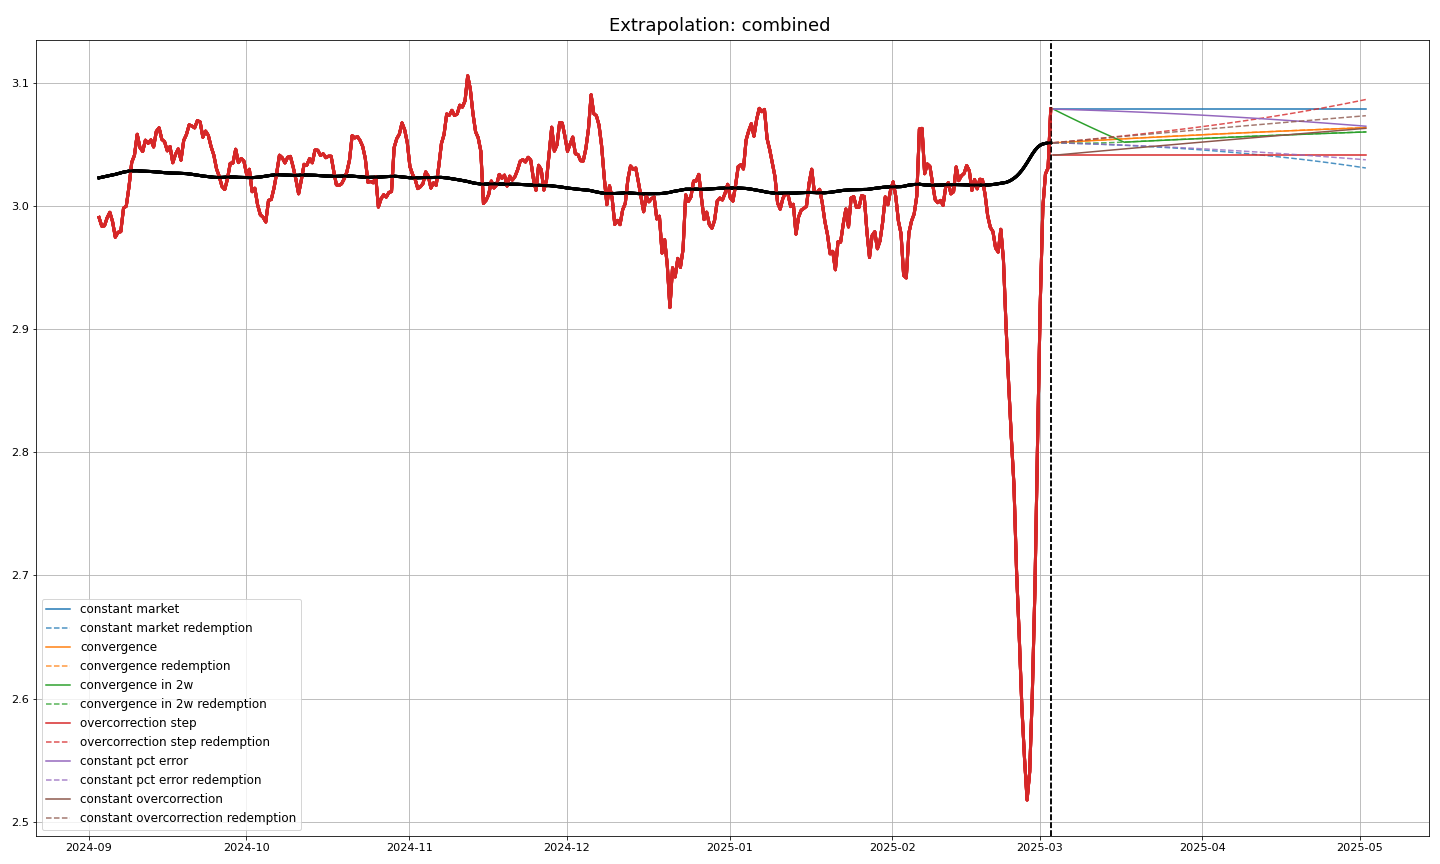 Extrapolation: combined
3.1
3.0
2.9
2.8
2.7
2.6
2.5
constant market
constant market redemption
convergence
convergence redemption
convergence in 2w
convergence in 2w redemption
overcorrection step
overcorrection step redemption
constant pct error
constant pct error redemption
constant overcorrection
constant overcorrection redemption
2024-09 2024-10 2024-11 2024-12 2025-01 2025-02 2025-03 2025-04 2025-05